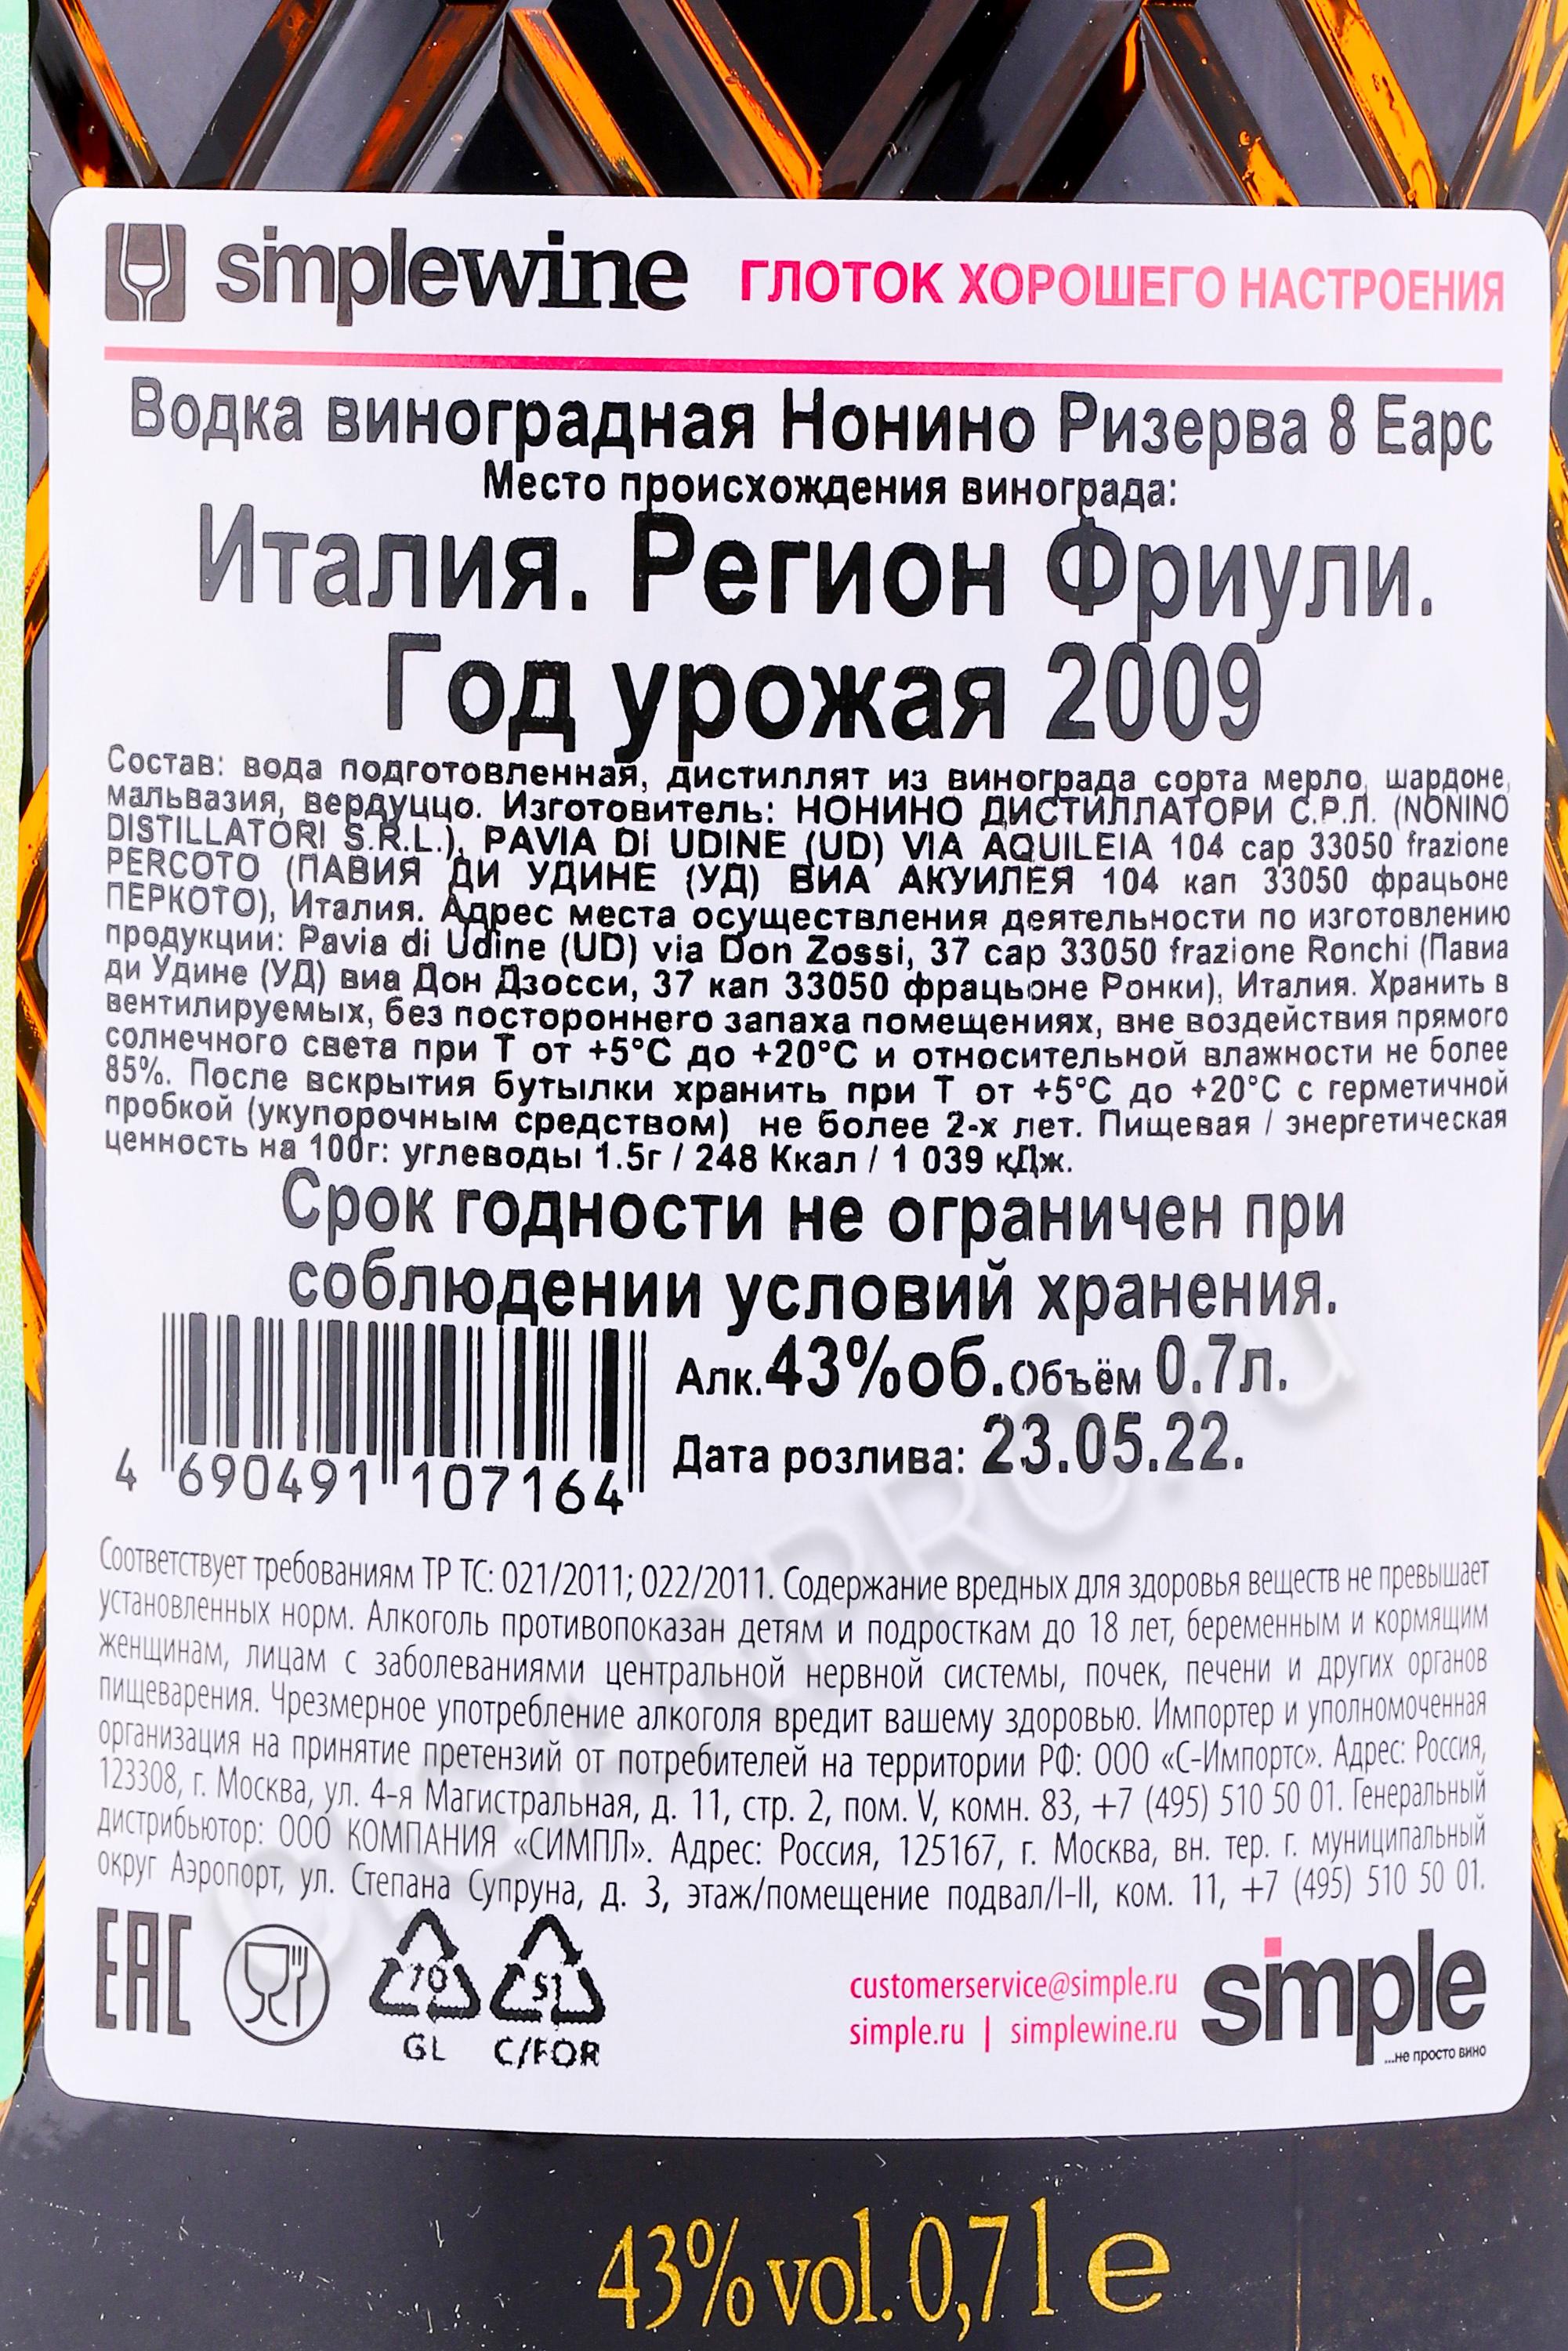 simplewine ГЛОТОК ХОРОШЕГО НАСТРОЕНИЯ
Водка виноградная Нонино Ризерва 8 Еарс
Место происхождения винограда:
Италия. Регион Фриули.
Год урожая 2009
Состав: вода подготовленная, дистиллят из винограда сорта мерло, шардоне,
мальвазия, вердуццо. Изготовитель: НОНИНО ДИСТИЛЛАТОРИ С.Р.Л. (NONINO
DISTILLATORI S.R.L.), PAVIA DI UDINE (UD) VIA AQUILEIA 104 cap 33050 frazione
PERCOTO (ПАВИЯ ДИ УДИНЕ (УД) ВИА АКУИЛЕЯ 104 кап 33050 фрацьоне
ПЕРКОТО), Италия. Адрес места осуществления деятельности по изготовлению
продукции: Pavia di Udine (UD) via Don Zossi, 37 cap 33050 frazione Ronchi (Павиа
ди Удине (УД) виа Дон Дзосси, 37 кап 33050 фрацьоне Ронки), Италия. Хранить в
вентилируемых, без постороннего запаха помещениях, вне воздействия прямого
солнечного света при Т от +5°С до +20°С и относительной влажности не более
85%. После вскрытия бутылки хранить при Т от +5°С до +20°С с герметичной
пробкой (укупорочным средством) не более 2-х лет. Пищевая / энергетическая
ценность на 100г: углеводы 1.5г / 248 Ккал / 1 039 кДж.
Срок годности не ограничен при
соблюдении условий хранения.
Алк.43%об.Объём 0.7л.
Дата розлива: 23.05.22.
4 690491 107164
Соответствует требованиям ТР ТС: 021/2011; 022/2011. Содержание вредных для здоровья веществ не превышает
установленных норм. Алкоголь противопоказан детям и подросткам до 18 лет, беременным и кормящим
женщинам, лицам с заболеваниями центральной нервной системы, почек, печени и других органов
пищеварения. Чрезмерное употребление алкоголя вредит вашему здоровью. Импортер и уполномоченная
организация на принятие претензий от потребителей на территории РФ: ООО «С-Импортс». Адрес: Россия,
123308, г. Москва, ул. 4-я Магистральная, д. 11, стр. 2, пом. V, комн. 83, +7 (495) 510 50 01. Генеральный
дистрибьютор: ООО КОМПАНИЯ «СИМПЛ». Адрес: Россия, 125167, г. Москва, вн. тер. г. муниципальный
округ Аэропорт, ул. Степана Супруна, д. 3, этаж/помещение подвал/I-II, ком. 11, +7 (495) 510 50 01.
EAC
70 51
GL C/FOR
customerservice@simple.ru
simple.ru | simplewine.ru
simple
...не просто вино
©CIGARPRO.ru
43% vol. 0,7 l e